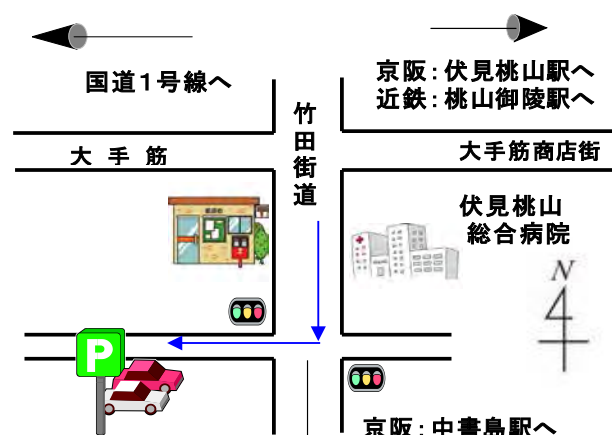 国道1号線へ
京阪:伏見桃山駅へ
近鉄:桃山御陵駅へ
竹田街道
大手筋
大手筋商店街
伏見桃山
総合病院
N
P
京阪:中書島駅へ